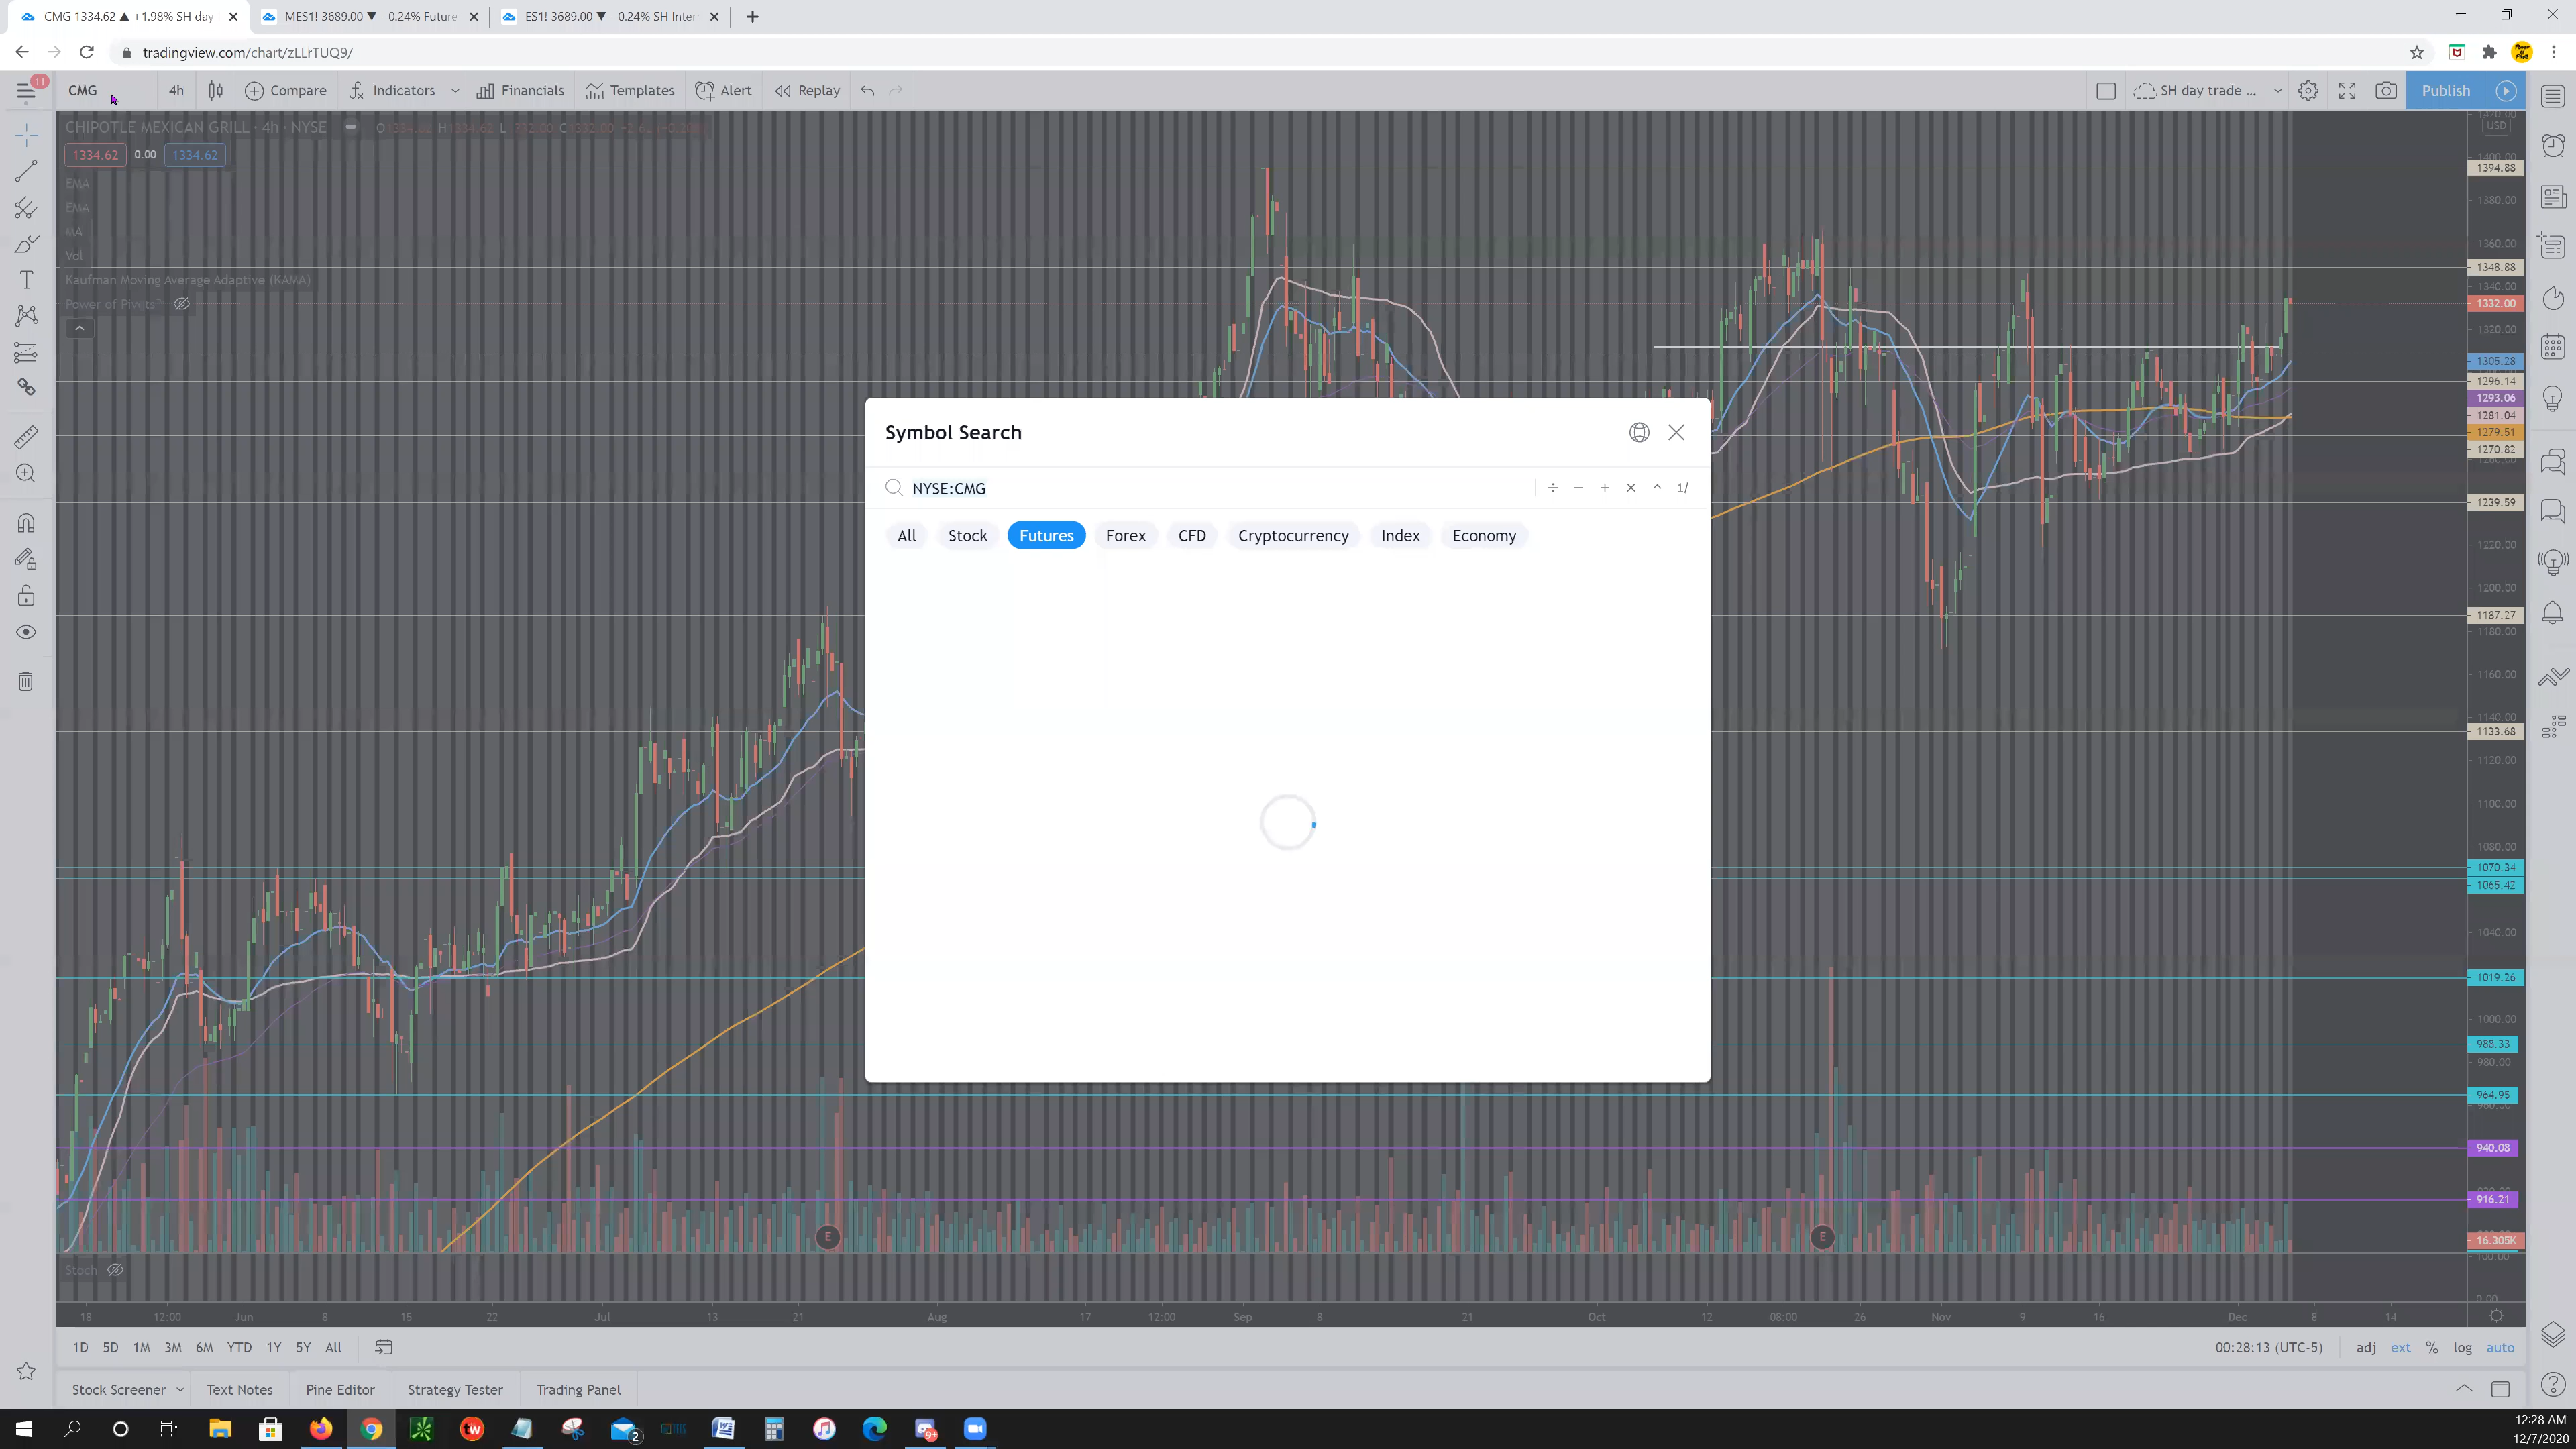 CMG 1334.62 ▲ +1.98% SH day
MES1! 3689.00 ▼ −0.24% Future
ES1! 3689.00 ▼ −0.24% SH Inter
tradingview.com/chart/zLLrTUQ9/
11
CMG
4h
Compare
Indicators
Financials
Templates
Alert
Replay
SH day trade ...
Publish
CHIPOTLE MEXICAN GRILL · 4h · NYSE
1334.62
0.00
1334.62
EMA
EMA
MA
Vol
Kaufman Moving Average Adaptive (KAMA)
Power of Pivots
Symbol Search
NYSE:CMG
÷ − + × ^ 1/
All
Stock
Futures
Forex
CFD
Cryptocurrency
Index
Economy
USD
1394.88
1380.00
1360.00
1348.88
1340.00
1332.00
1320.00
1305.28
1296.14
1293.06
1281.04
1279.51
1270.82
1239.59
1220.00
1200.00
1187.27
1180.00
1160.00
1140.00
1133.68
1120.00
1100.00
1080.00
1070.34
1065.42
1040.00
1019.26
1000.00
988.33
980.00
964.95
940.08
916.21
16.305K
100.00
0.00
E
E
Stoch
18 12:00 Jun 8 15 22 Jul 13 21 Aug 17 12:00 Sep 8 21 Oct 12 08:00 26 Nov 9 16 Dec 8 14
1D 5D 1M 3M 6M YTD 1Y 5Y All
00:28:13 (UTC-5)
adj ext % log auto
Stock Screener
Text Notes
Pine Editor
Strategy Tester
Trading Panel
tw
2
9+
12:28 AM
12/7/2020